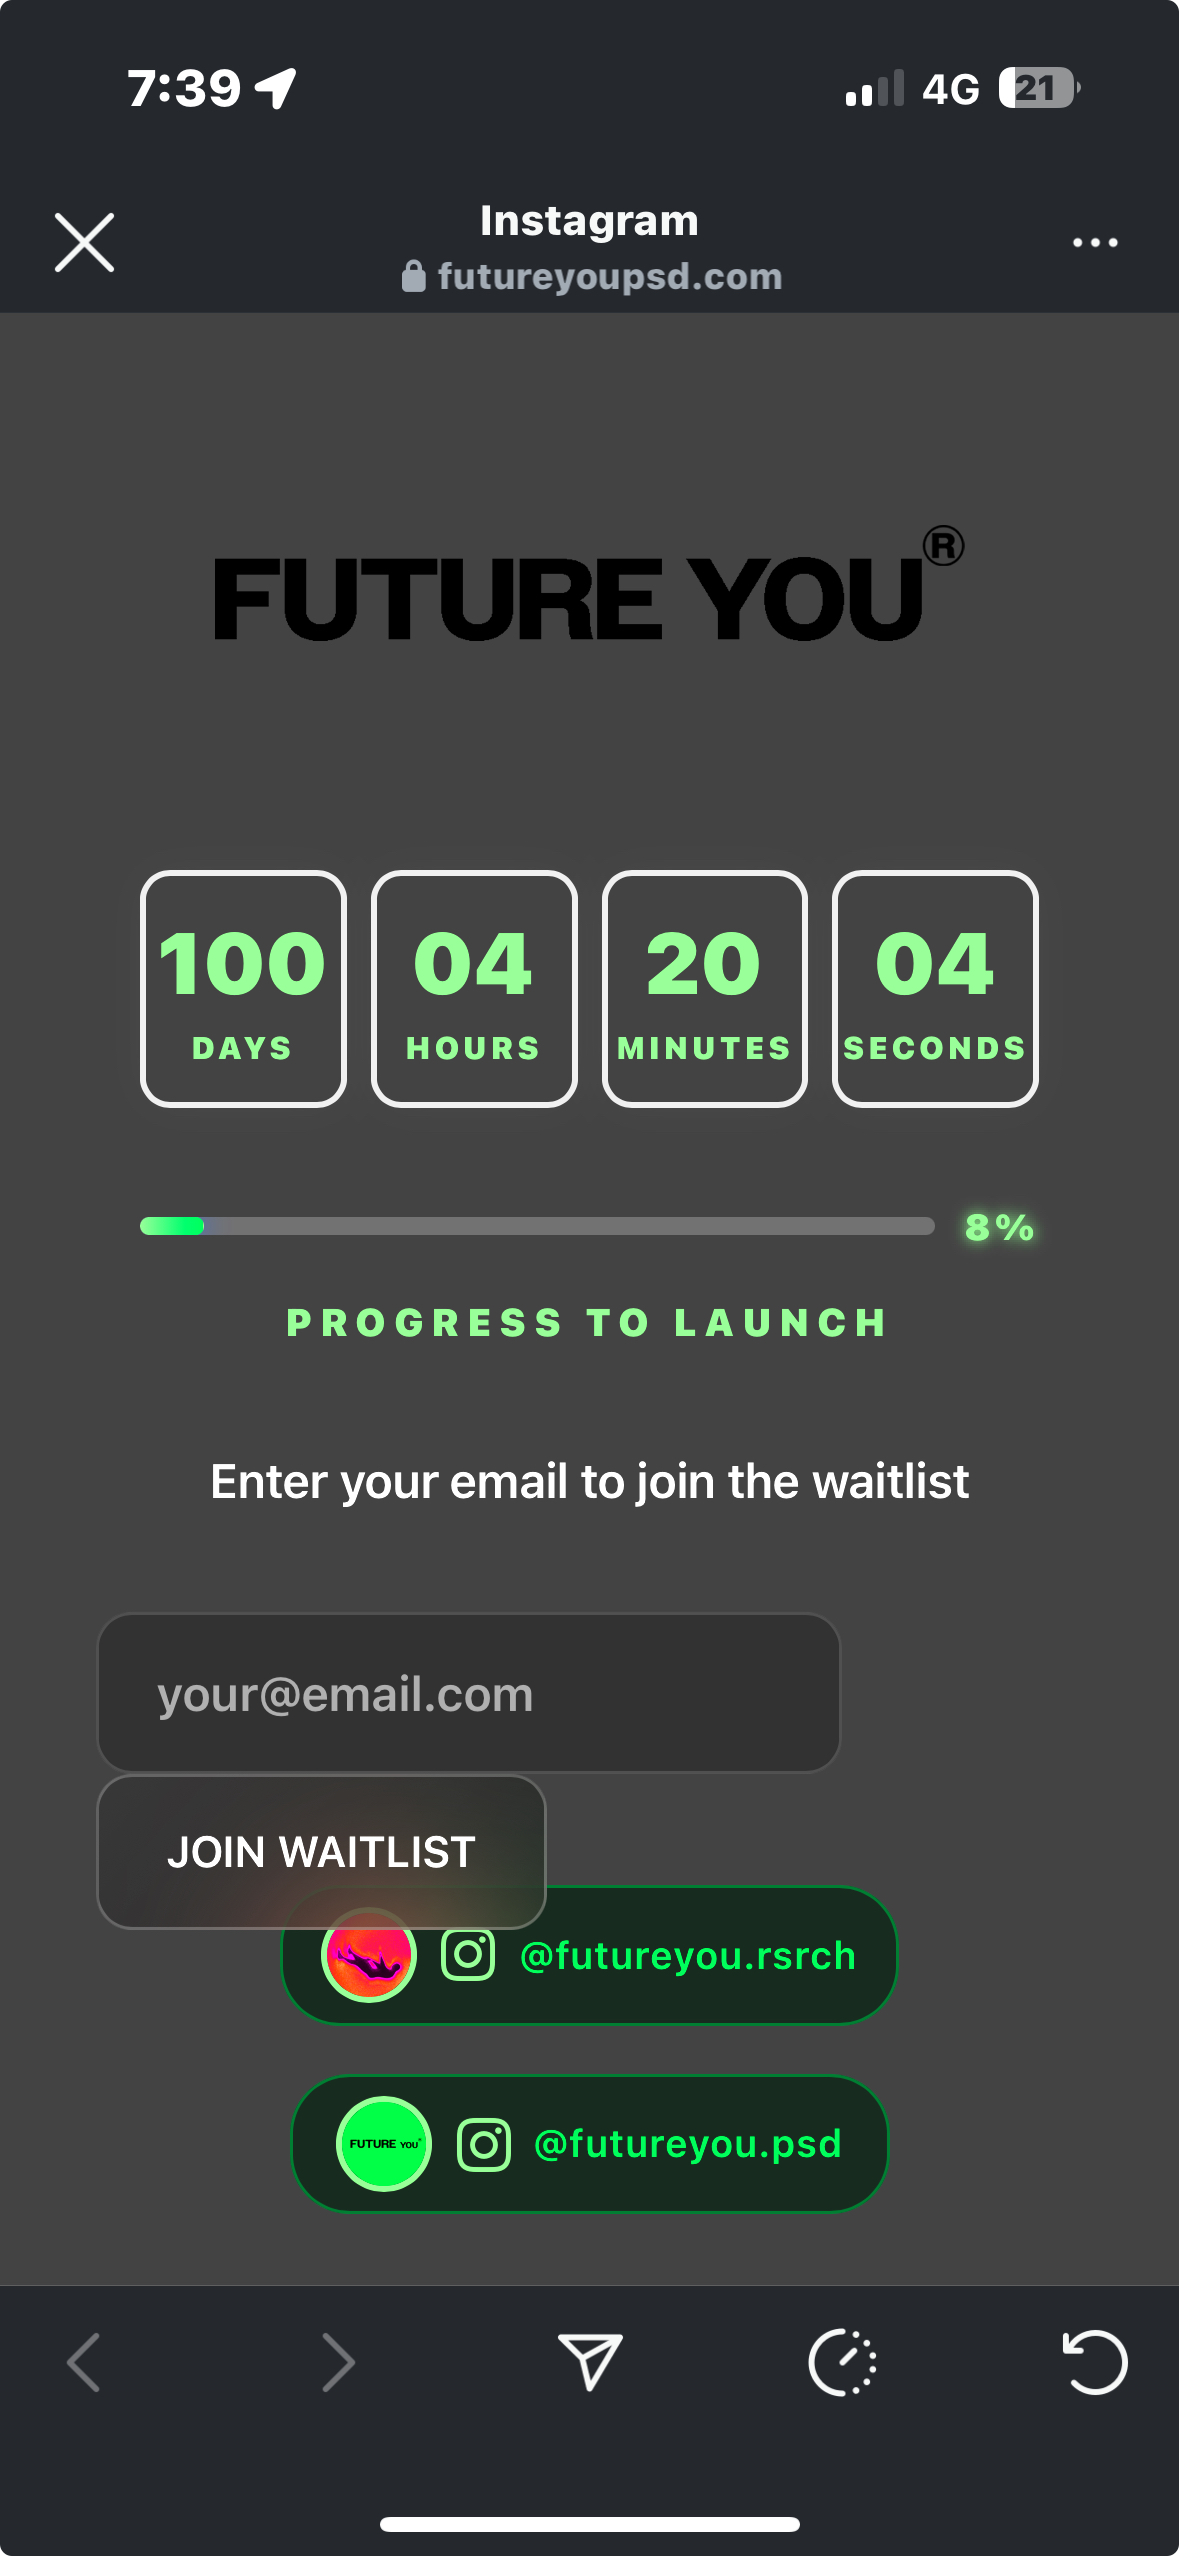 7:39
4G 21
Instagram
futureyoupsd.com
FUTURE YOU®
100 04 20 04
DAYS HOURS MINUTES SECONDS
8%
PROGRESS TO LAUNCH
Enter your email to join the waitlist
your@email.com
JOIN WAITLIST
@futureyou.rsrch
FUTURE YOU
@futureyou.psd